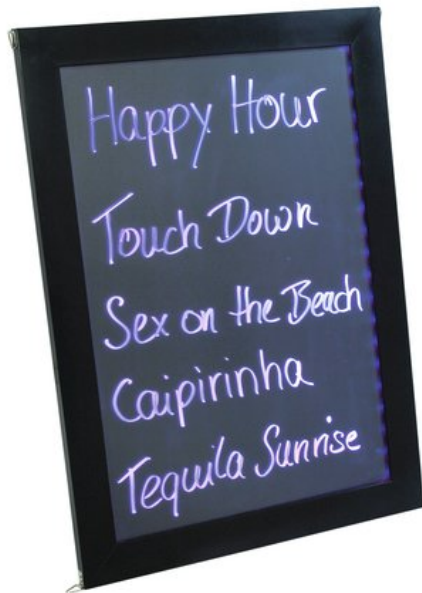 Happy Hour
Touch Down
Sex on the Beach
Caipirinha
Tequila Sunrise